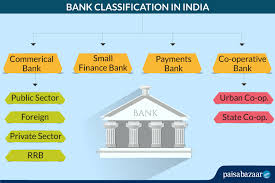 BANK CLASSIFICATION IN INDIA
Commerical
Bank
Small
Finance Bank
Payments
Bank
Co-operative
Bank
Public Sector
Foreign
Private Sector
RRB
Urban Co-op.
State Co-op.
BANK
paisabazaar